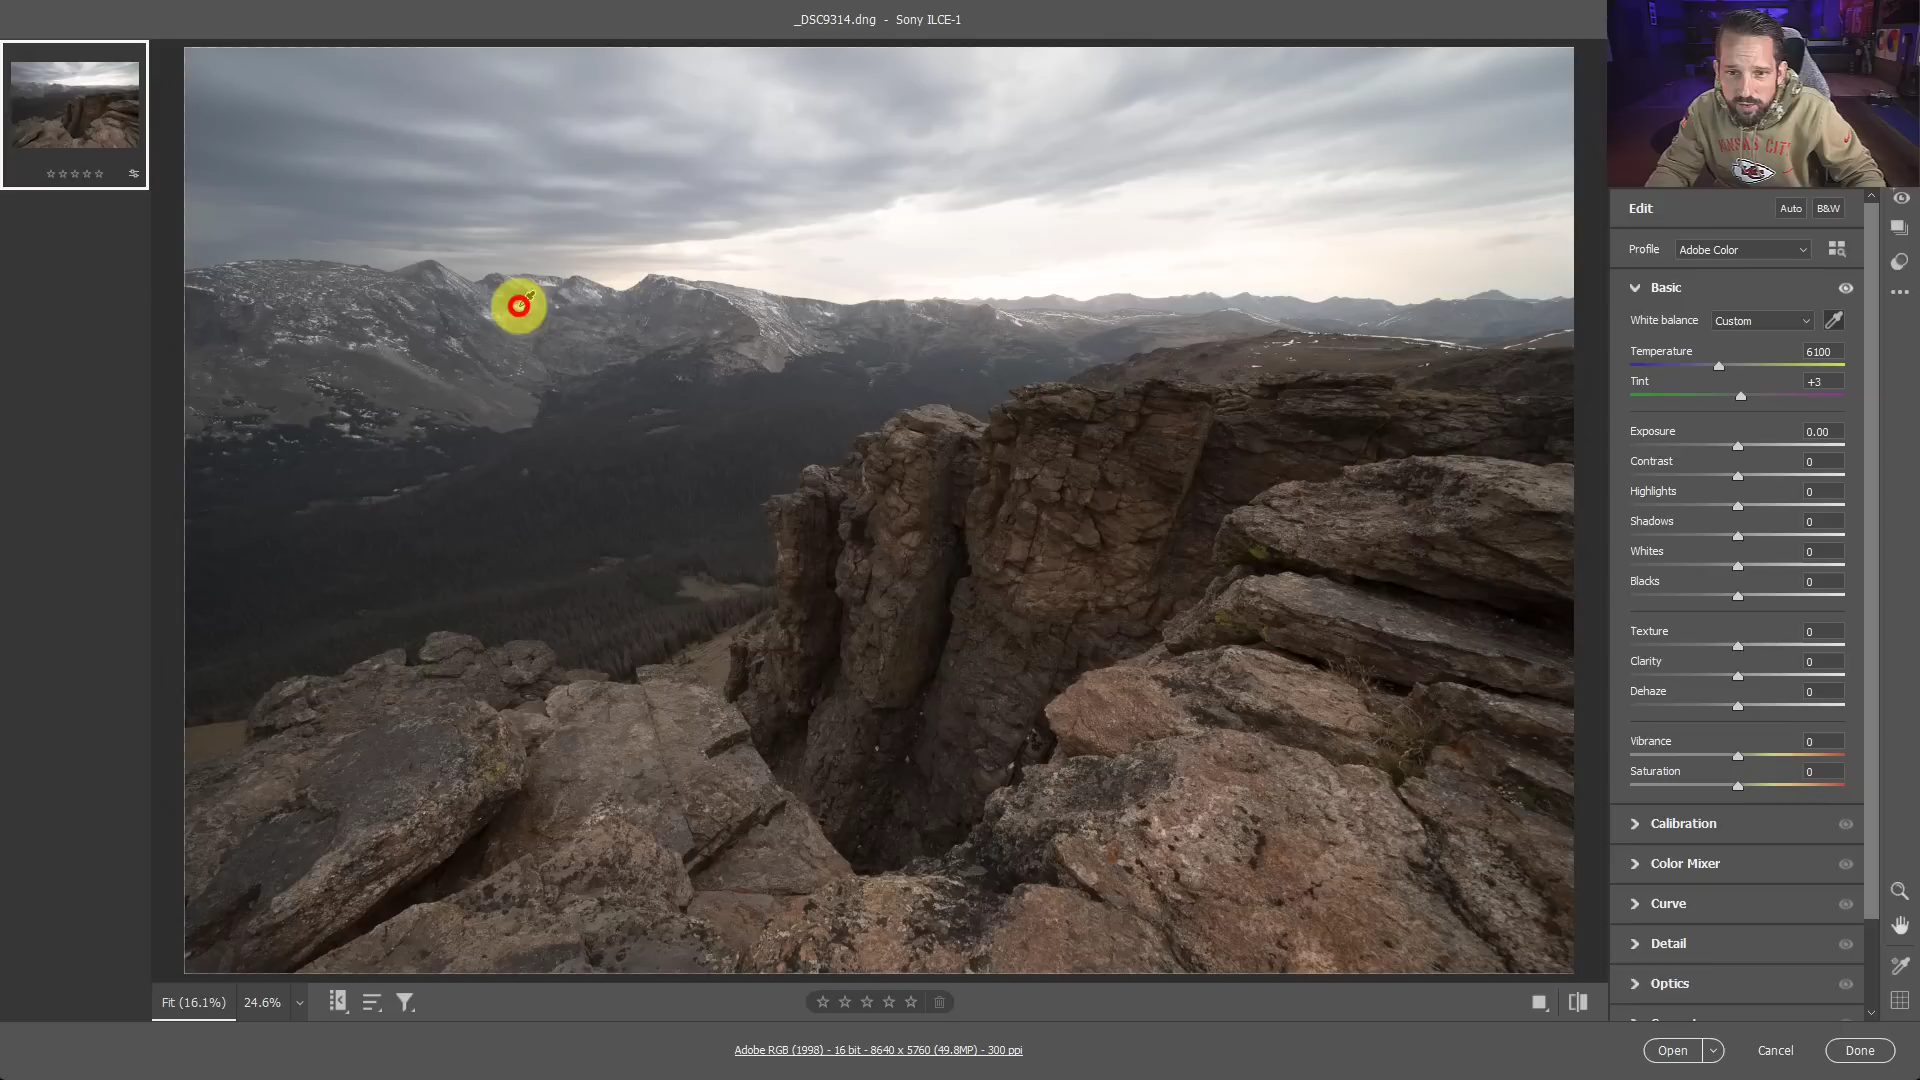 _DSC9314.dng - Sony ILCE-1
KANSAS CITY
Edit
Auto
B&W
Profile
Adobe Color
Basic
White balance
Custom
Temperature
6100
Tint
+3
Exposure
0.00
Contrast
0
Highlights
0
Shadows
0
Whites
0
Blacks
0
Texture
0
Clarity
0
Dehaze
0
Vibrance
0
Saturation
0
Calibration
Color Mixer
Curve
Detail
Optics
Fit (16.1%)
24.6%
Adobe RGB (1998) - 16 bit - 8640 x 5760 (49.8MP) - 300 ppi
Open
Cancel
Done